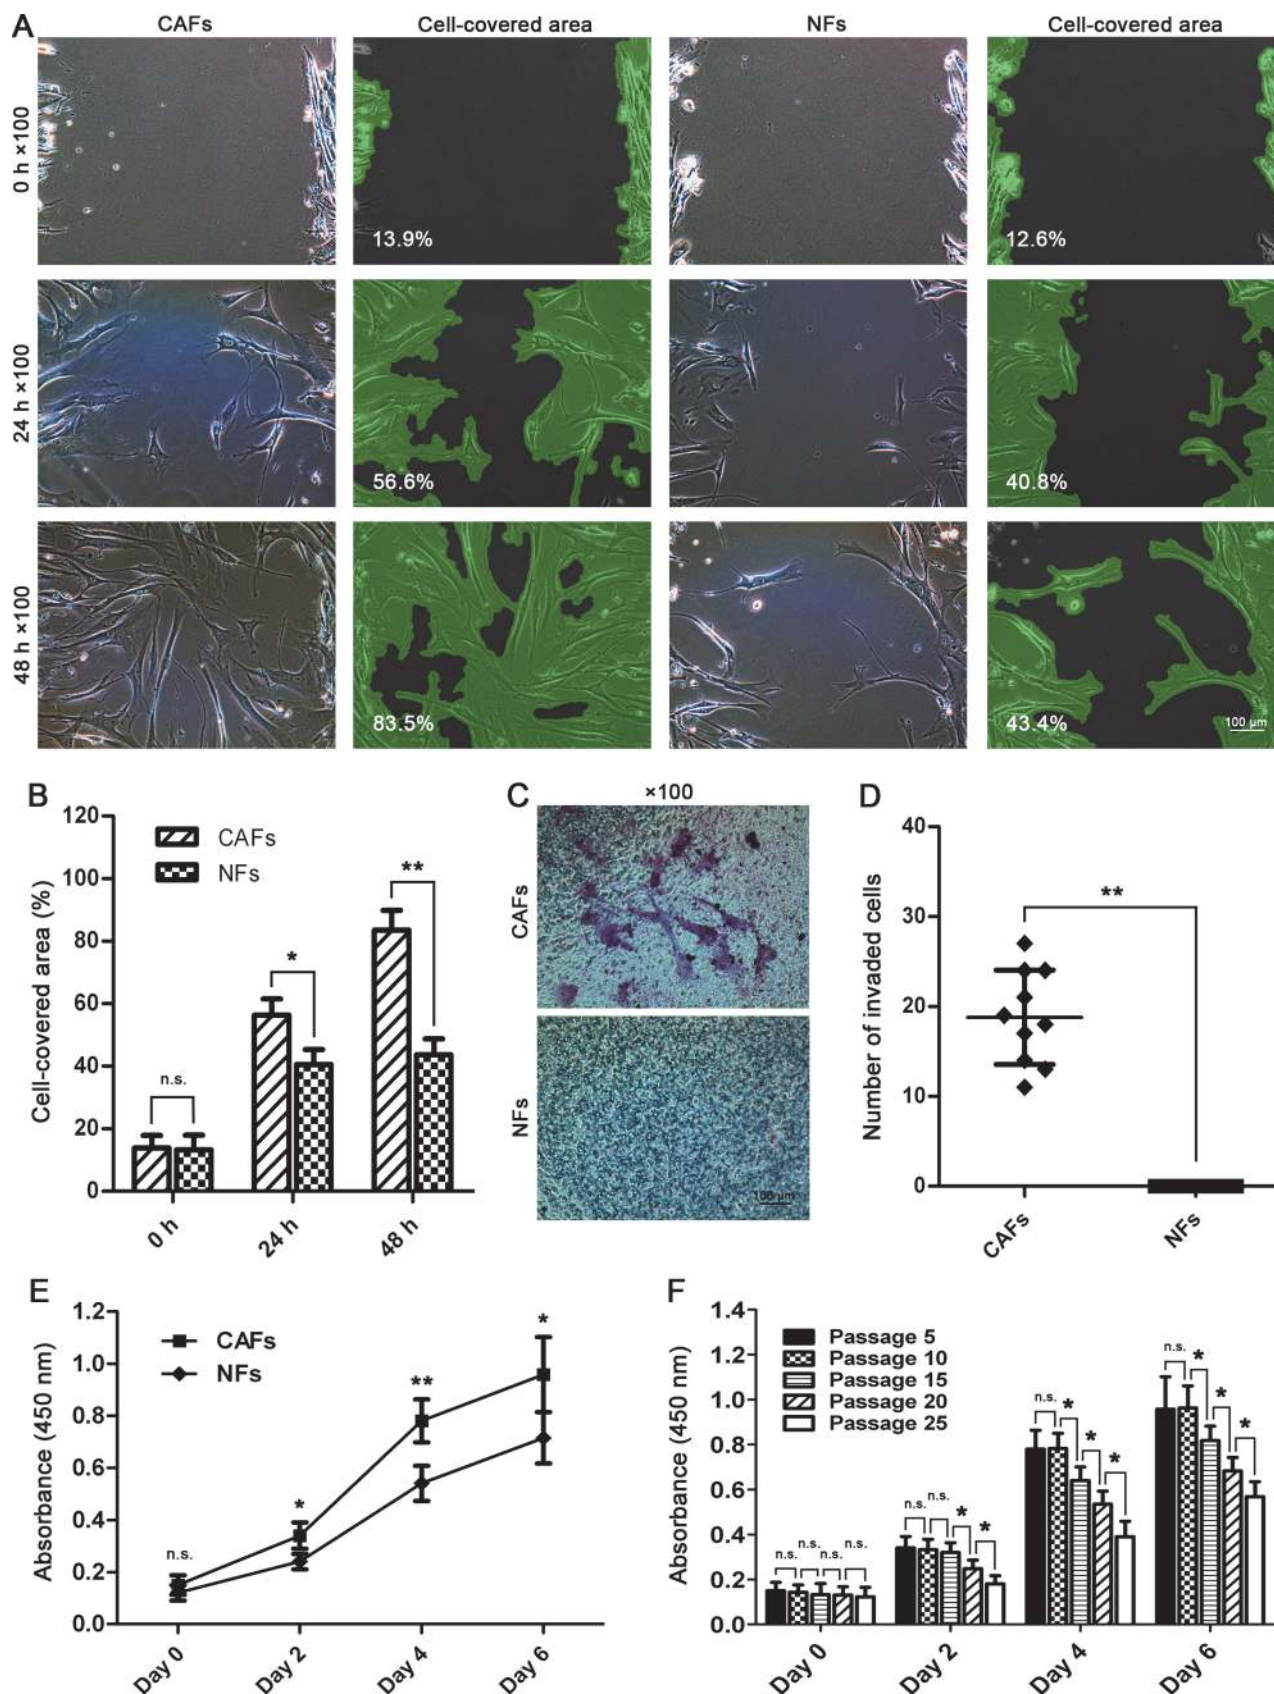 A
CAFs
Cell-covered area
NFs
Cell-covered area
0 h ×100
13.9%
12.6%
24 h ×100
56.6%
40.8%
48 h ×100
83.5%
43.4%
100 µm
B
Cell-covered area (%)
120
100
80
60
40
20
0
CAFs
NFs
n.s.
*
**
0 h
24 h
48 h
C
×100
CAFs
NFs
100 µm
D
Number of invaded cells
40
30
20
10
0
**
CAFs
NFs
E
Absorbance (450 nm)
1.2
1.0
0.8
0.6
0.4
0.2
0.0
CAFs
NFs
n.s.
*
**
*
Day 0
Day 2
Day 4
Day 6
F
Absorbance (450 nm)
1.4
1.2
1.0
0.8
0.6
0.4
0.2
0.0
Passage 5
Passage 10
Passage 15
Passage 20
Passage 25
n.s. n.s. n.s. n.s.
n.s. n.s. * *
n.s. * * *
n.s. * * *
Day 0
Day 2
Day 4
Day 6